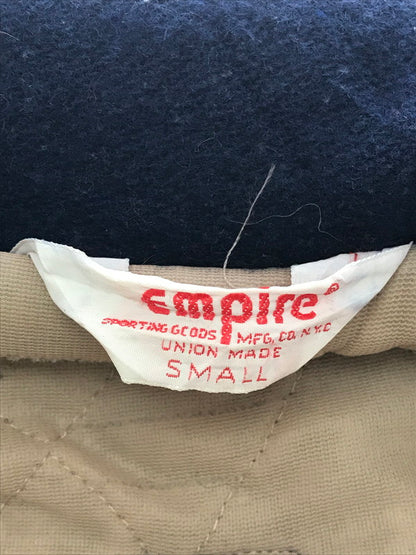 empire®
SPORTING GOODS MFG. CO. N.Y.C
UNION MADE
SMALL